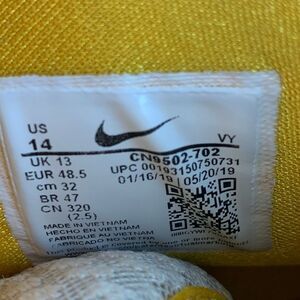 US
14
VY
UK 13
CN9502-702
EUR 48.5
UPC 00193150750731
cm 32
01/16/19
05/20/19
BR 47
CN 320
(2.5)
MADE IN VIETNAM
HECHO EN VIETNAM
FABRIQUÉ AU VIETNAM
FABRICADO NO VIETNAM